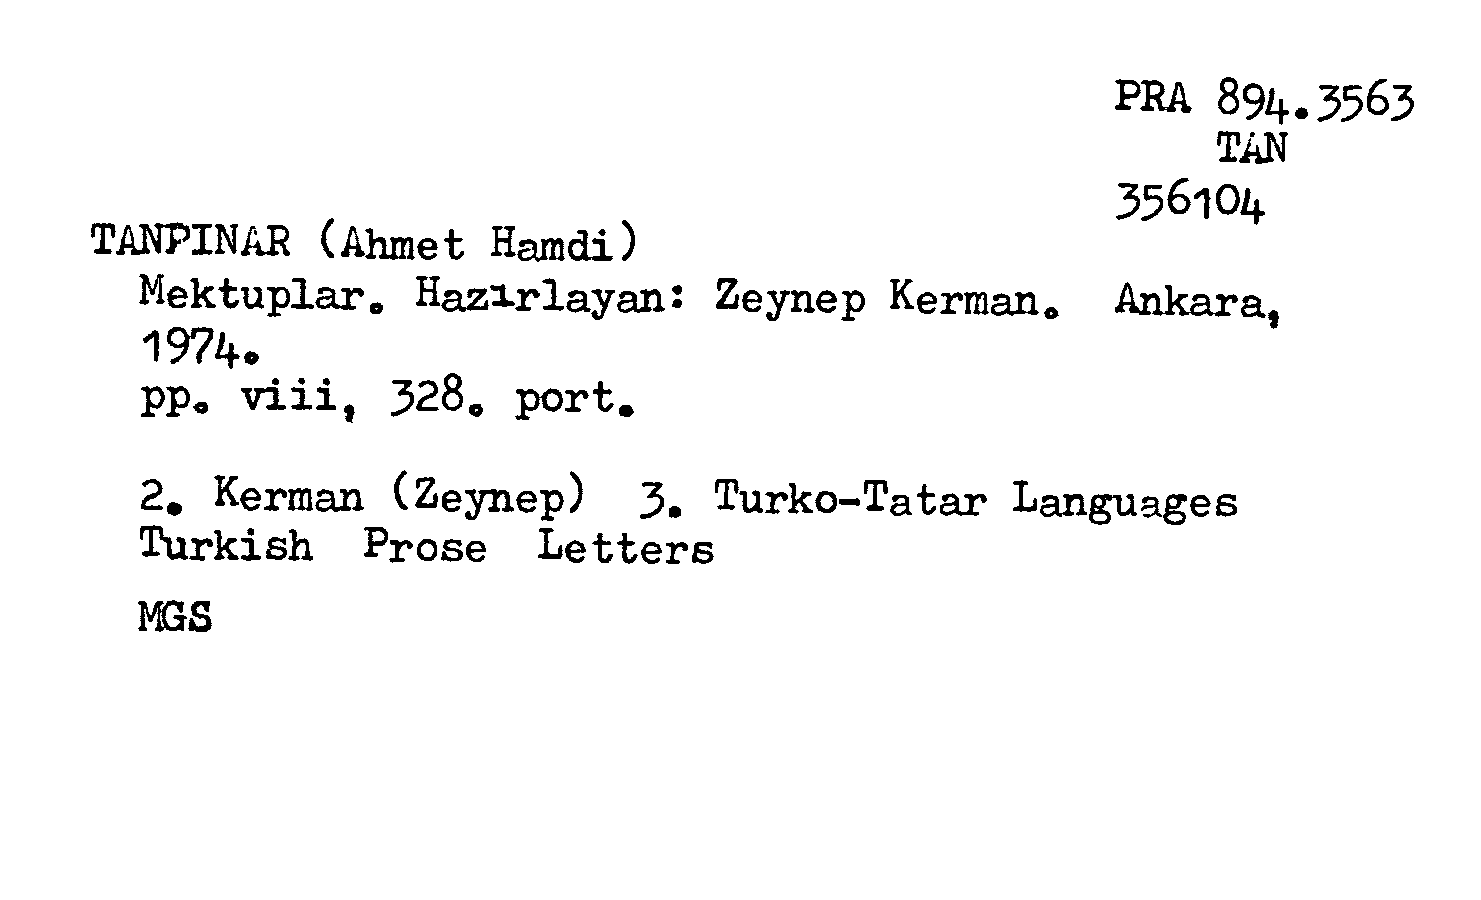 PRA 894.3563
TAN
356104
TANPINAR (Ahmet Hamdi)
Mektuplar. Hazırlayan: Zeynep Kerman. Ankara,
1974.
pp. viii, 328. port.
2. Kerman (Zeynep) 3. Turko-Tatar Languages
Turkish Prose Letters
MGS